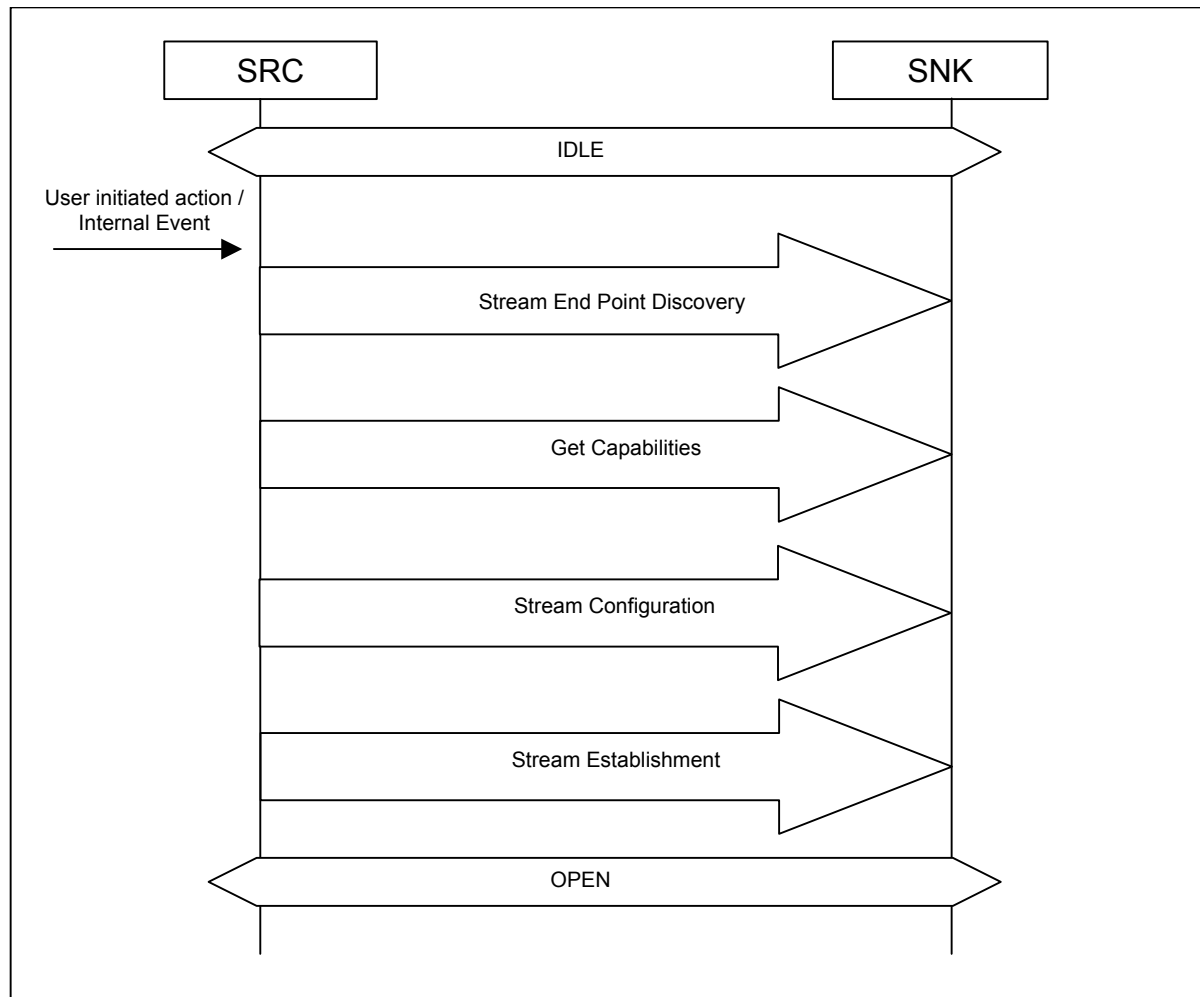 SRC
SNK
IDLE
User initiated action /
Internal Event
Stream End Point Discovery
Get Capabilities
Stream Configuration
Stream Establishment
OPEN